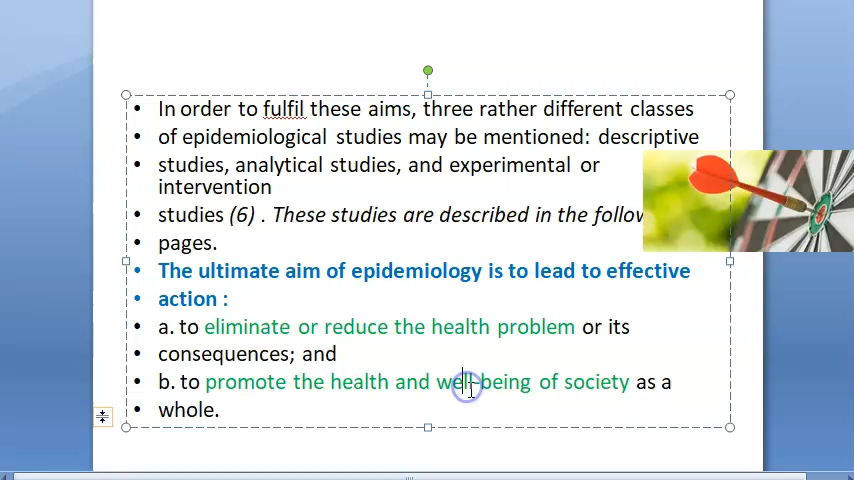 • In order to fulfil these aims, three rather different classes
• of epidemiological studies may be mentioned: descriptive
• studies, analytical studies, and experimental or
intervention
• studies (6) . These studies are described in the
• pages.
• The ultimate aim of epidemiology is to lead to effective
• action :
• a. to eliminate or reduce the health problem or its
• consequences; and
• b. to promote the health and well-being of society as a
• whole.